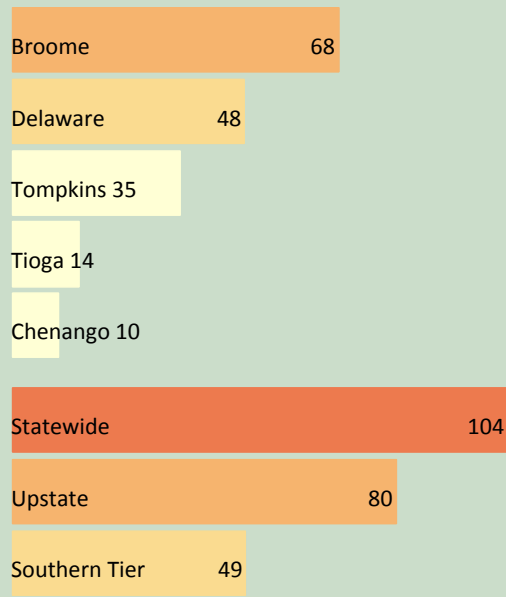 Broome 68
Delaware 48
Tompkins 35
Tioga 14
Chenango 10
Statewide 104
Upstate 80
Southern Tier 49